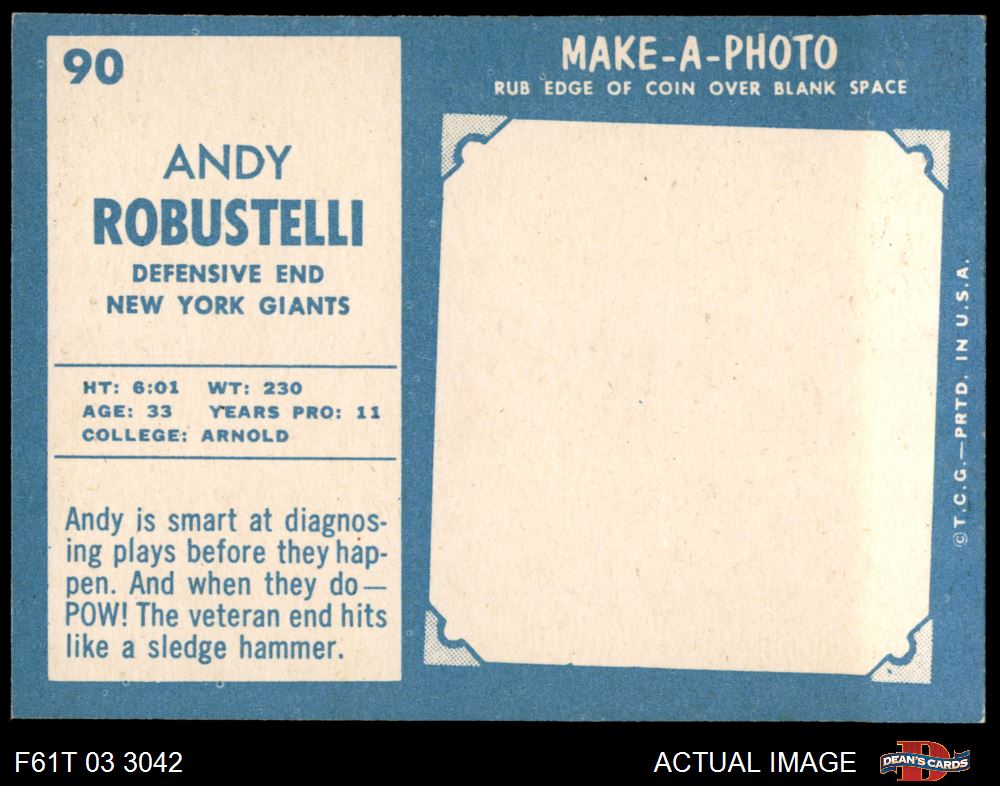 90
ANDY
ROBUSTELLI
DEFENSIVE END
NEW YORK GIANTS
HT: 6:01 WT: 230
AGE: 33 YEARS PRO: 11
COLLEGE: ARNOLD
Andy is smart at diagnos-
ing plays before they hap-
pen. And when they do—
POW! The veteran end hits
like a sledge hammer.
MAKE-A-PHOTO
RUB EDGE OF COIN OVER BLANK SPACE
©T.C.G.—PRTD. IN U.S.A.
F61T 03 3042
ACTUAL IMAGE
DEAN'S CARDS